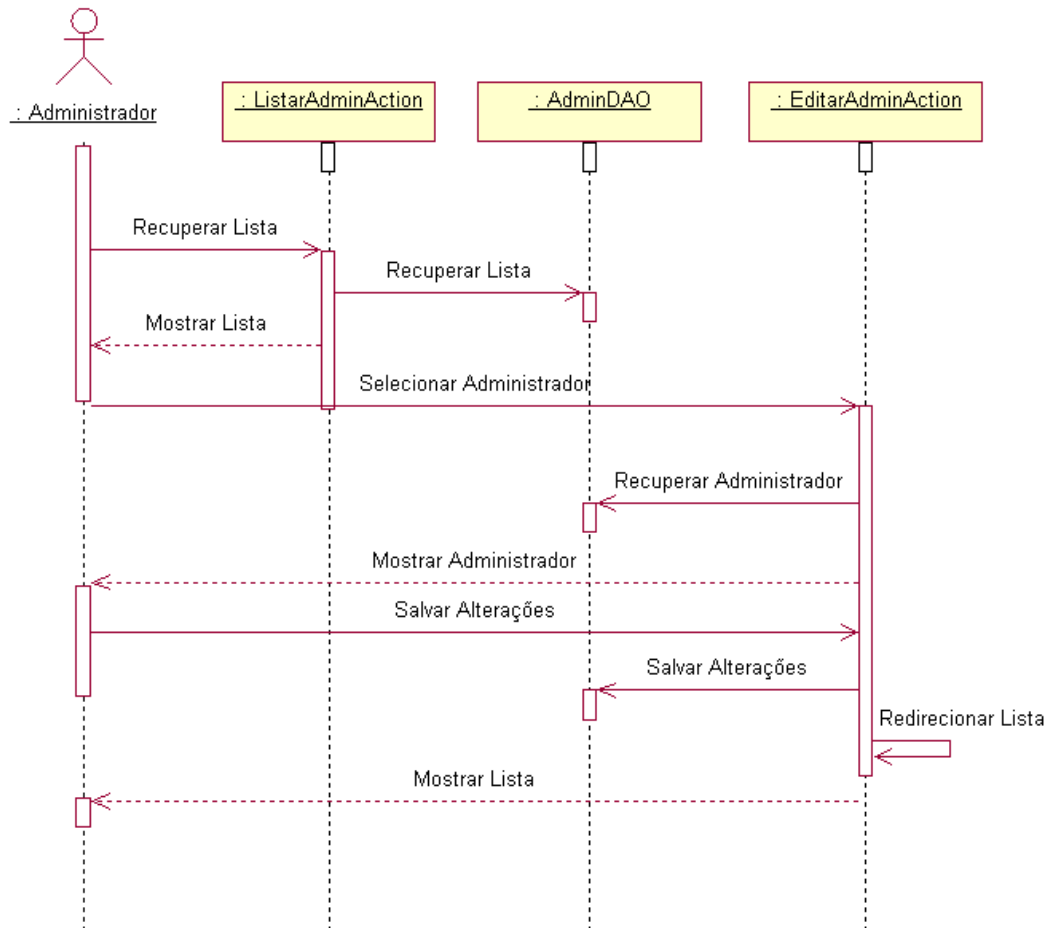 : Administrador
: ListarAdminAction
: AdminDAO
: EditarAdminAction
Recuperar Lista
Recuperar Lista
Mostrar Lista
Selecionar Administrador
Recuperar Administrador
Mostrar Administrador
Salvar Alterações
Salvar Alterações
Redirecionar Lista
Mostrar Lista